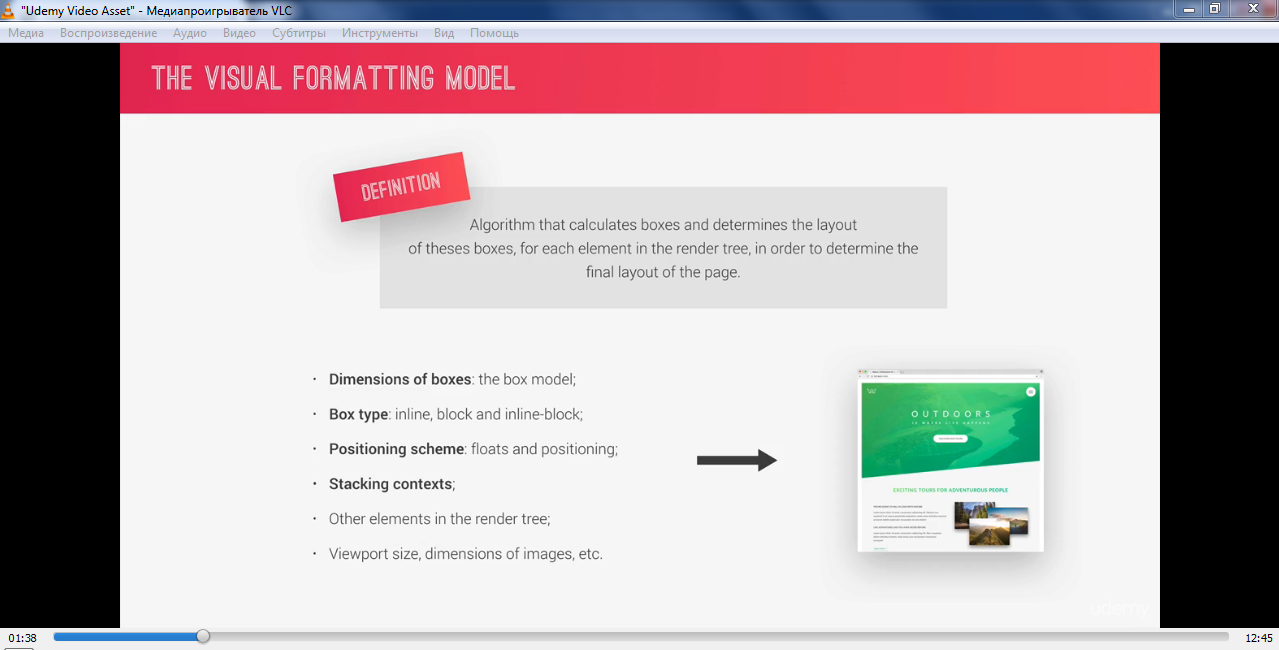 "Udemy Video Asset" - Медиапроигрыватель VLC
Медиа Воспроизведение Аудио Видео Субтитры Инструменты Вид Помощь
THE VISUAL FORMATTING MODEL
DEFINITION
Algorithm that calculates boxes and determines the layout
of theses boxes, for each element in the render tree, in order to determine the
final layout of the page.
· Dimensions of boxes: the box model;
· Box type: inline, block and inline-block;
· Positioning scheme: floats and positioning;
· Stacking contexts;
· Other elements in the render tree;
· Viewport size, dimensions of images, etc.
OUTDOORS
IS WHERE LIFE HAPPENS
EXCITING TOURS FOR ADVENTUROUS PEOPLE
udemy
01:38
12:45